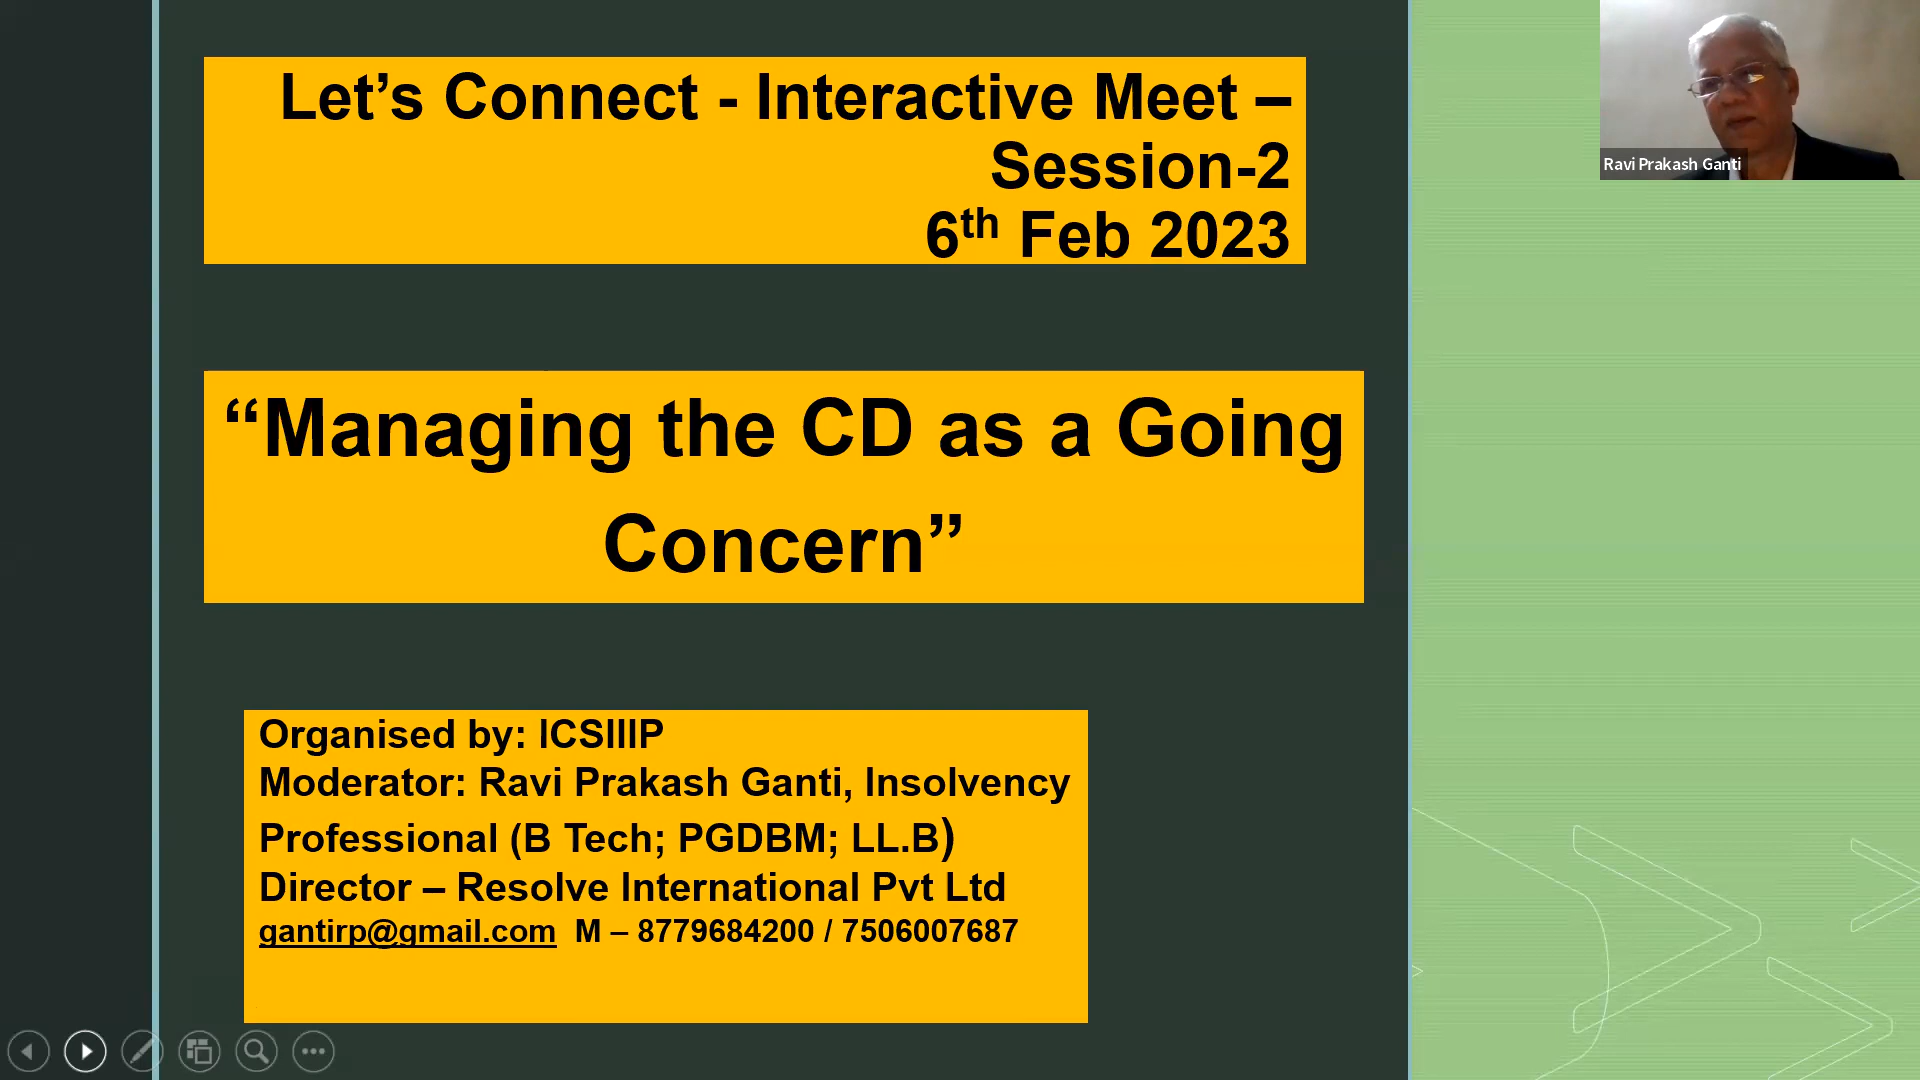 Let’s Connect - Interactive Meet –
Session-2
6th Feb 2023
“Managing the CD as a Going
Concern”
Organised by: ICSIIIP
Moderator: Ravi Prakash Ganti, Insolvency
Professional (B Tech; PGDBM; LL.B)
Director – Resolve International Pvt Ltd
gantirp@gmail.com M – 8779684200 / 7506007687
Ravi Prakash Ganti